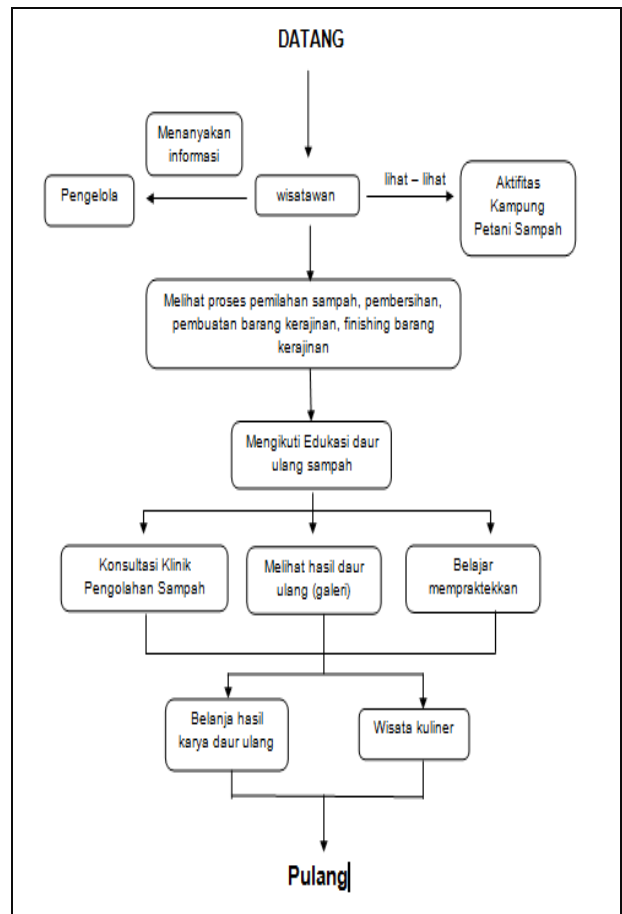 DATANG
Menanyakan
informasi
Pengelola
wisatawan
lihat – lihat
Aktifitas
Kampung
Petani Sampah
Melihat proses pemilahan sampah, pembersihan,
pembuatan barang kerajinan, finishing barang
kerajinan
Mengikuti Edukasi daur
ulang sampah
Konsultasi Klinik
Pengolahan Sampah
Melihat hasil daur
ulang (galeri)
Belajar
mempraktekkan
Belanja hasil
karya daur ulang
Wisata kuliner
Pulang